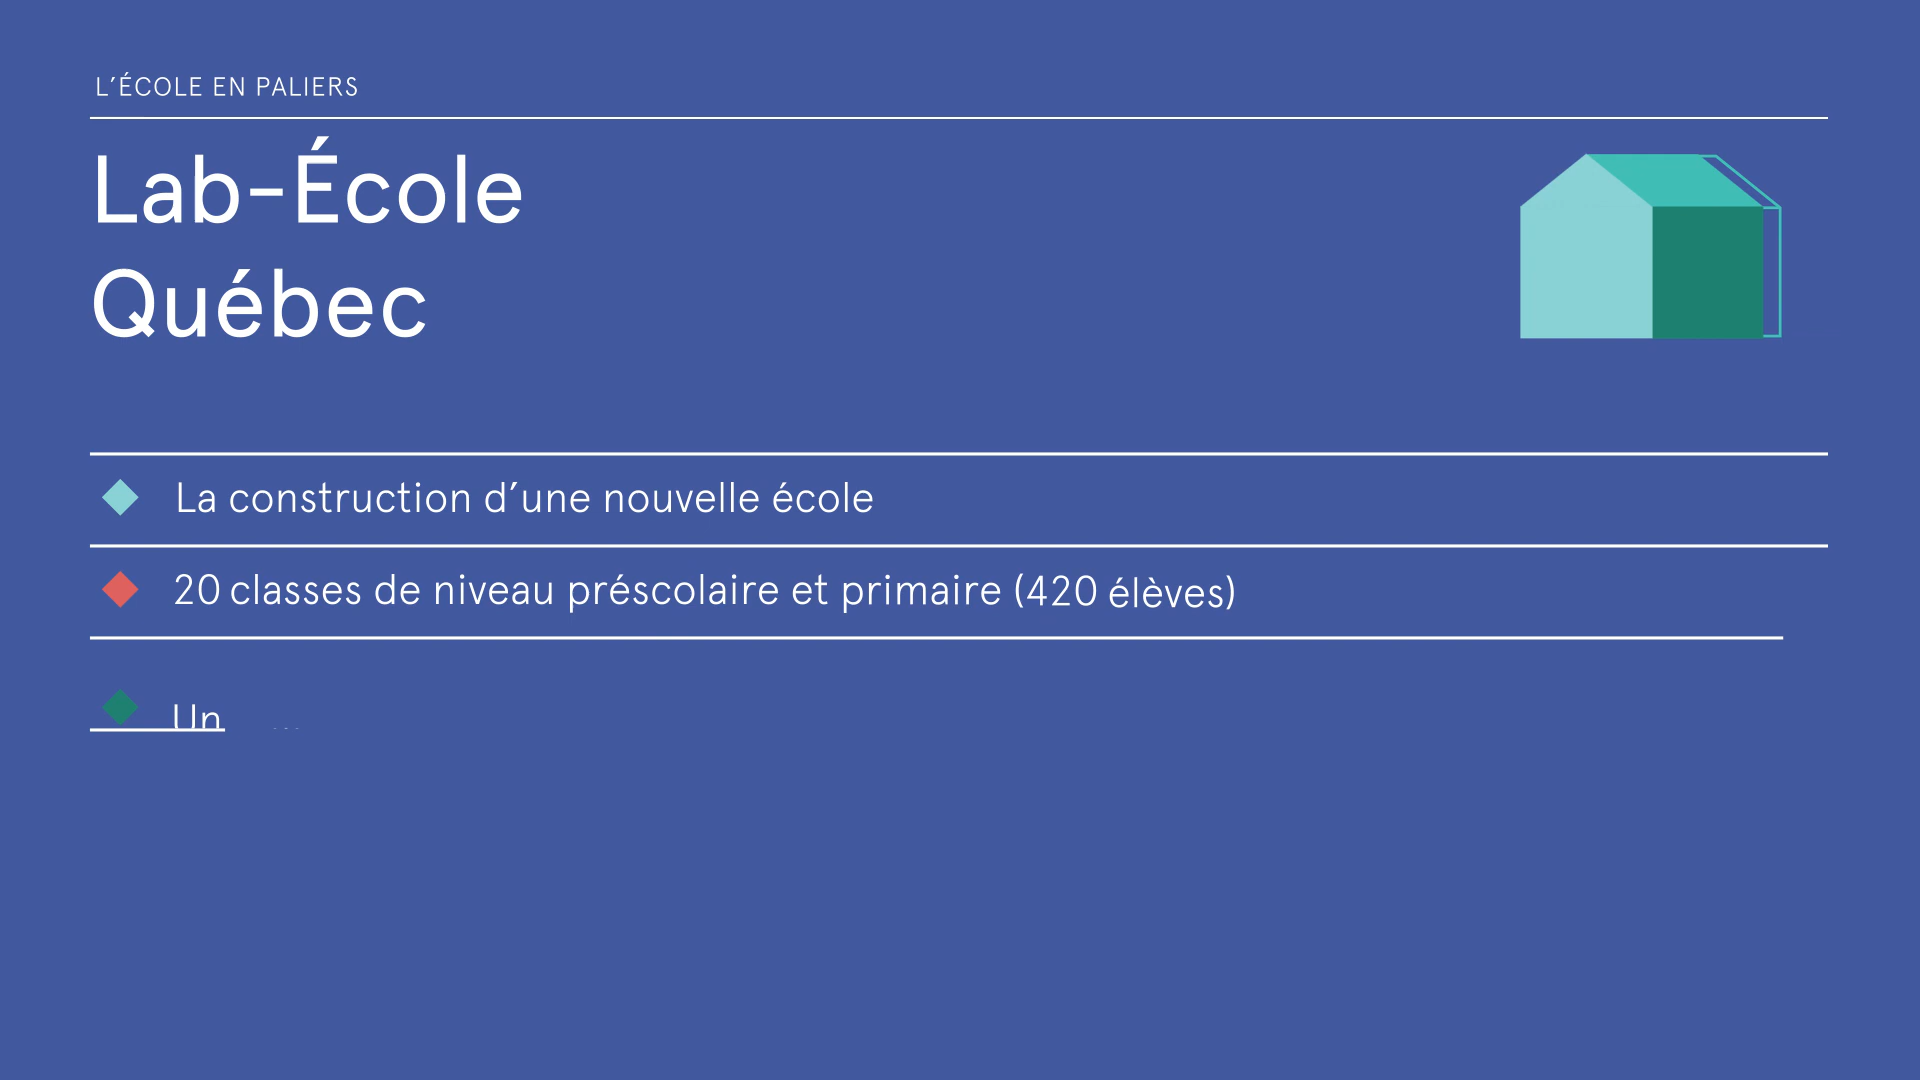 L’ÉCOLE EN PALIERS
Lab-École
Québec
La construction d’une nouvelle école
20 classes de niveau préscolaire et primaire (420 élèves)
Un